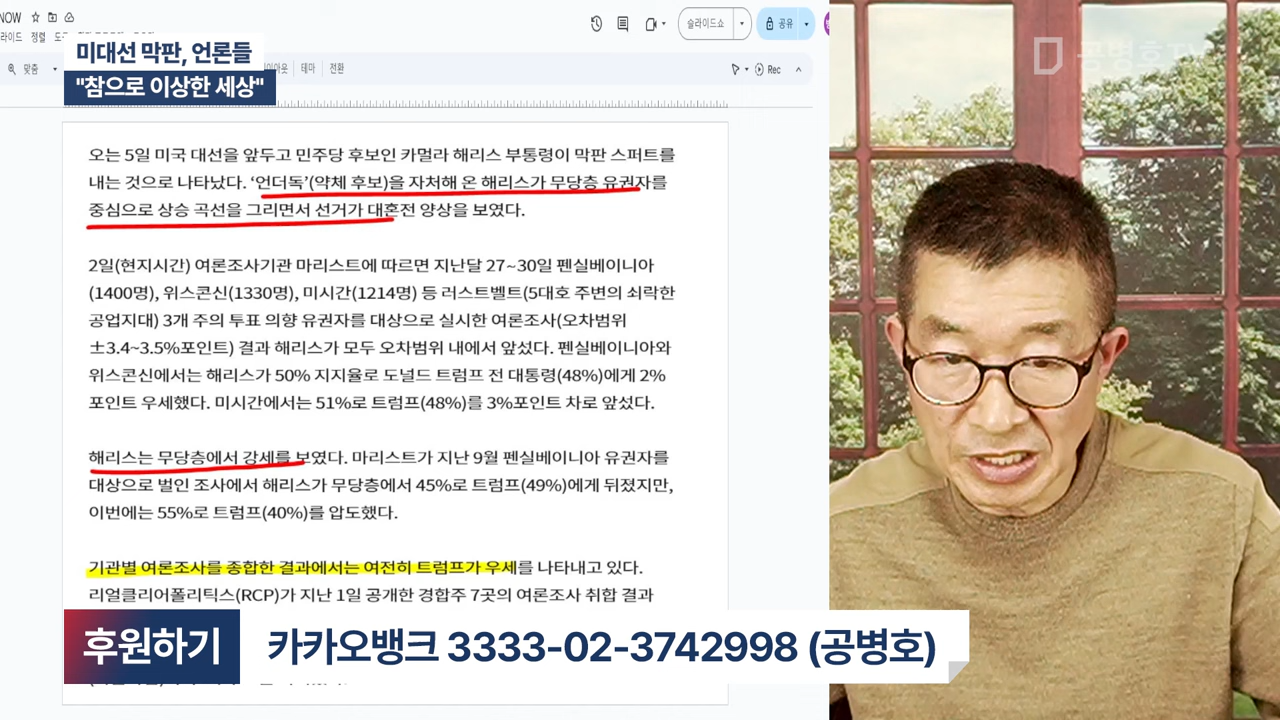 NOW
라이드 정렬
슬라이드쇼
공유
맞춤
아웃 테마 전환
Rec
미대선 막판, 언론들
"참으로 이상한 세상"
공병호TV
오는 5일 미국 대선을 앞두고 민주당 후보인 카멀라 해리스 부통령이 막판 스퍼트를
내는 것으로 나타났다. ‘언더독’(약체 후보)을 자처해 온 해리스가 무당층 유권자를
중심으로 상승 곡선을 그리면서 선거가 대혼전 양상을 보였다.
2일(현지시간) 여론조사기관 마리스트에 따르면 지난달 27~30일 펜실베이니아
(1400명), 위스콘신(1330명), 미시간(1214명) 등 러스트벨트(5대호 주변의 쇠락한
공업지대) 3개 주의 투표 의향 유권자를 대상으로 실시한 여론조사(오차범위
±3.4~3.5%포인트) 결과 해리스가 모두 오차범위 내에서 앞섰다. 펜실베이니아와
위스콘신에서는 해리스가 50% 지지율로 도널드 트럼프 전 대통령(48%)에게 2%
포인트 우세했다. 미시간에서는 51%로 트럼프(48%)를 3%포인트 차로 앞섰다.
해리스는 무당층에서 강세를 보였다. 마리스트가 지난 9월 펜실베이니아 유권자를
대상으로 벌인 조사에서 해리스가 무당층에서 45%로 트럼프(49%)에게 뒤졌지만,
이번에는 55%로 트럼프(40%)를 압도했다.
기관별 여론조사를 종합한 결과에서는 여전히 트럼프가 우세를 나타내고 있다.
리얼클리어폴리틱스(RCP)가 지난 1일 공개한 경합주 7곳의 여론조사 취합 결과
후원하기 카카오뱅크 3333-02-3742998 (공병호)